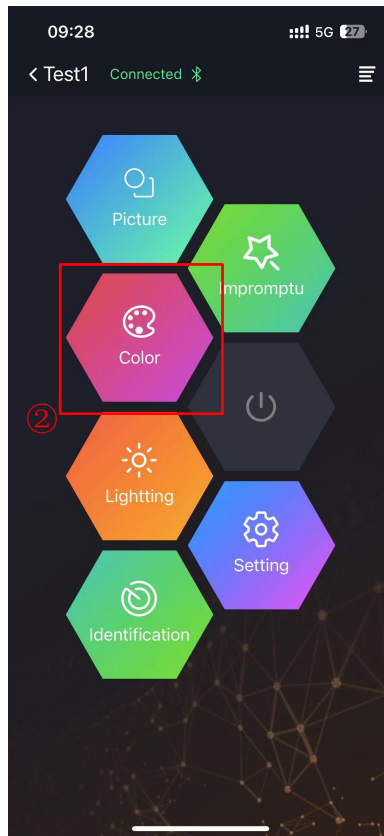 09:28 5G 27
Test1 Connected
Picture
Impromptu
Color
②
Lightting
Setting
Identification